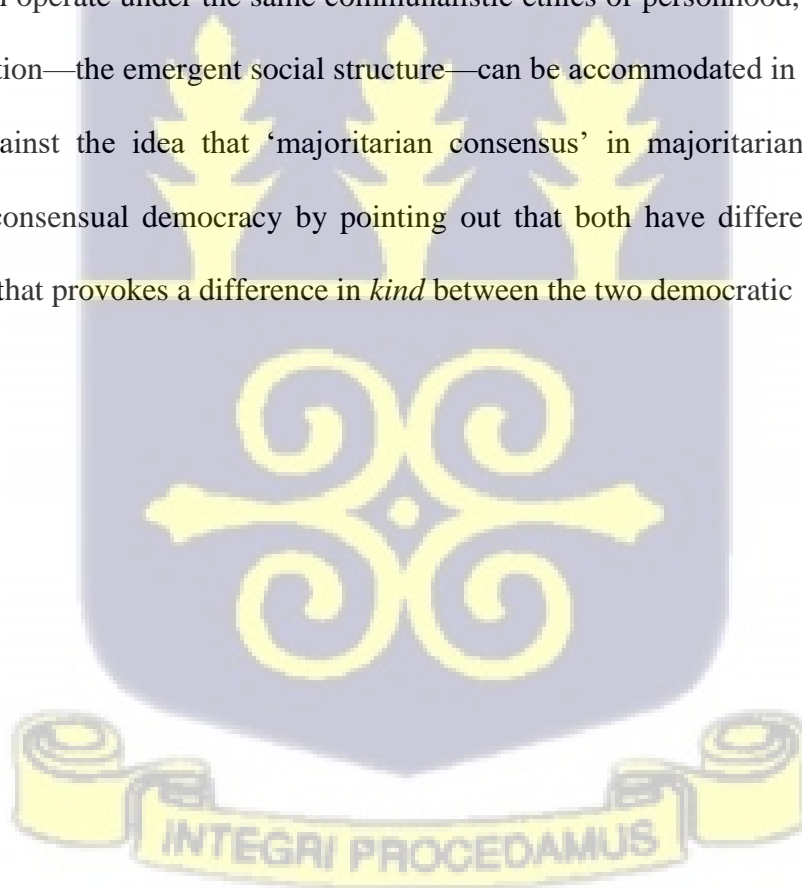 operate under the same communalistic ethics of personhood,
tion—the emergent social structure—can be accommodated in
ainst the idea that ‘majoritarian consensus’ in majoritarian
consensual democracy by pointing out that both have differe
that provokes a difference in kind between the two democratic
INTEGRI PROCEDAMUS